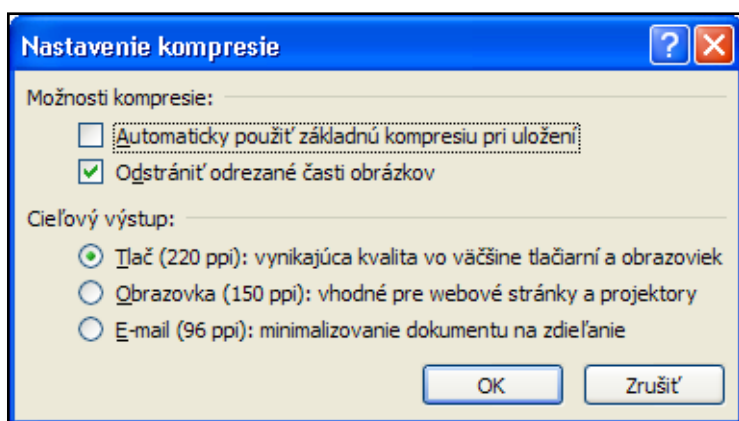 Nastavenie kompresie
Možnosti kompresie:
Automaticky použiť základnú kompresiu pri uložení
Odstrániť odrezané časti obrázkov
Cieľový výstup:
Tlač (220 ppi): vynikajúca kvalita vo väčšine tlačiarní a obrazoviek
Obrazovka (150 ppi): vhodné pre webové stránky a projektory
E-mail (96 ppi): minimalizovanie dokumentu na zdieľanie
OK Zrušiť